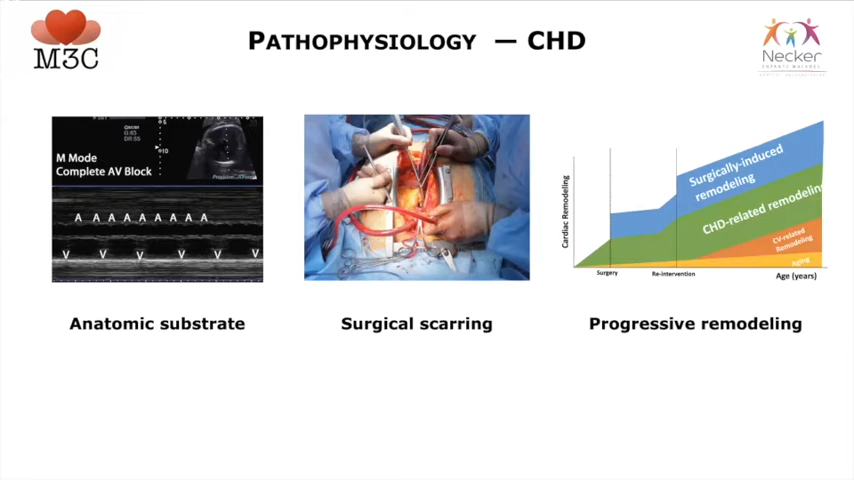 M3C
PATHOPHYSIOLOGY — CHD
Necker
M Mode
Complete AV Block
A A A A A A A A A
V V V V V V
Cardiac Remodeling
Surgically-induced
remodeling
CHD-related remodeling
CV-related
Remodeling
Aging
Surgery
Re-intervention
Age (years)
Anatomic substrate
Surgical scarring
Progressive remodeling